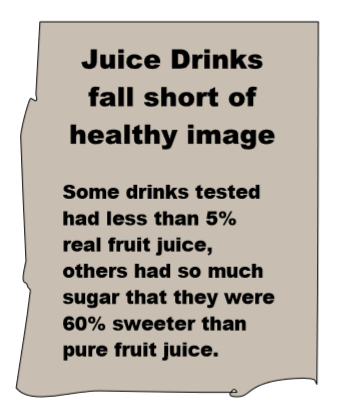 Juice Drinks
fall short of
healthy image
Some drinks tested
had less than 5%
real fruit juice,
others had so much
sugar that they were
60% sweeter than
pure fruit juice.